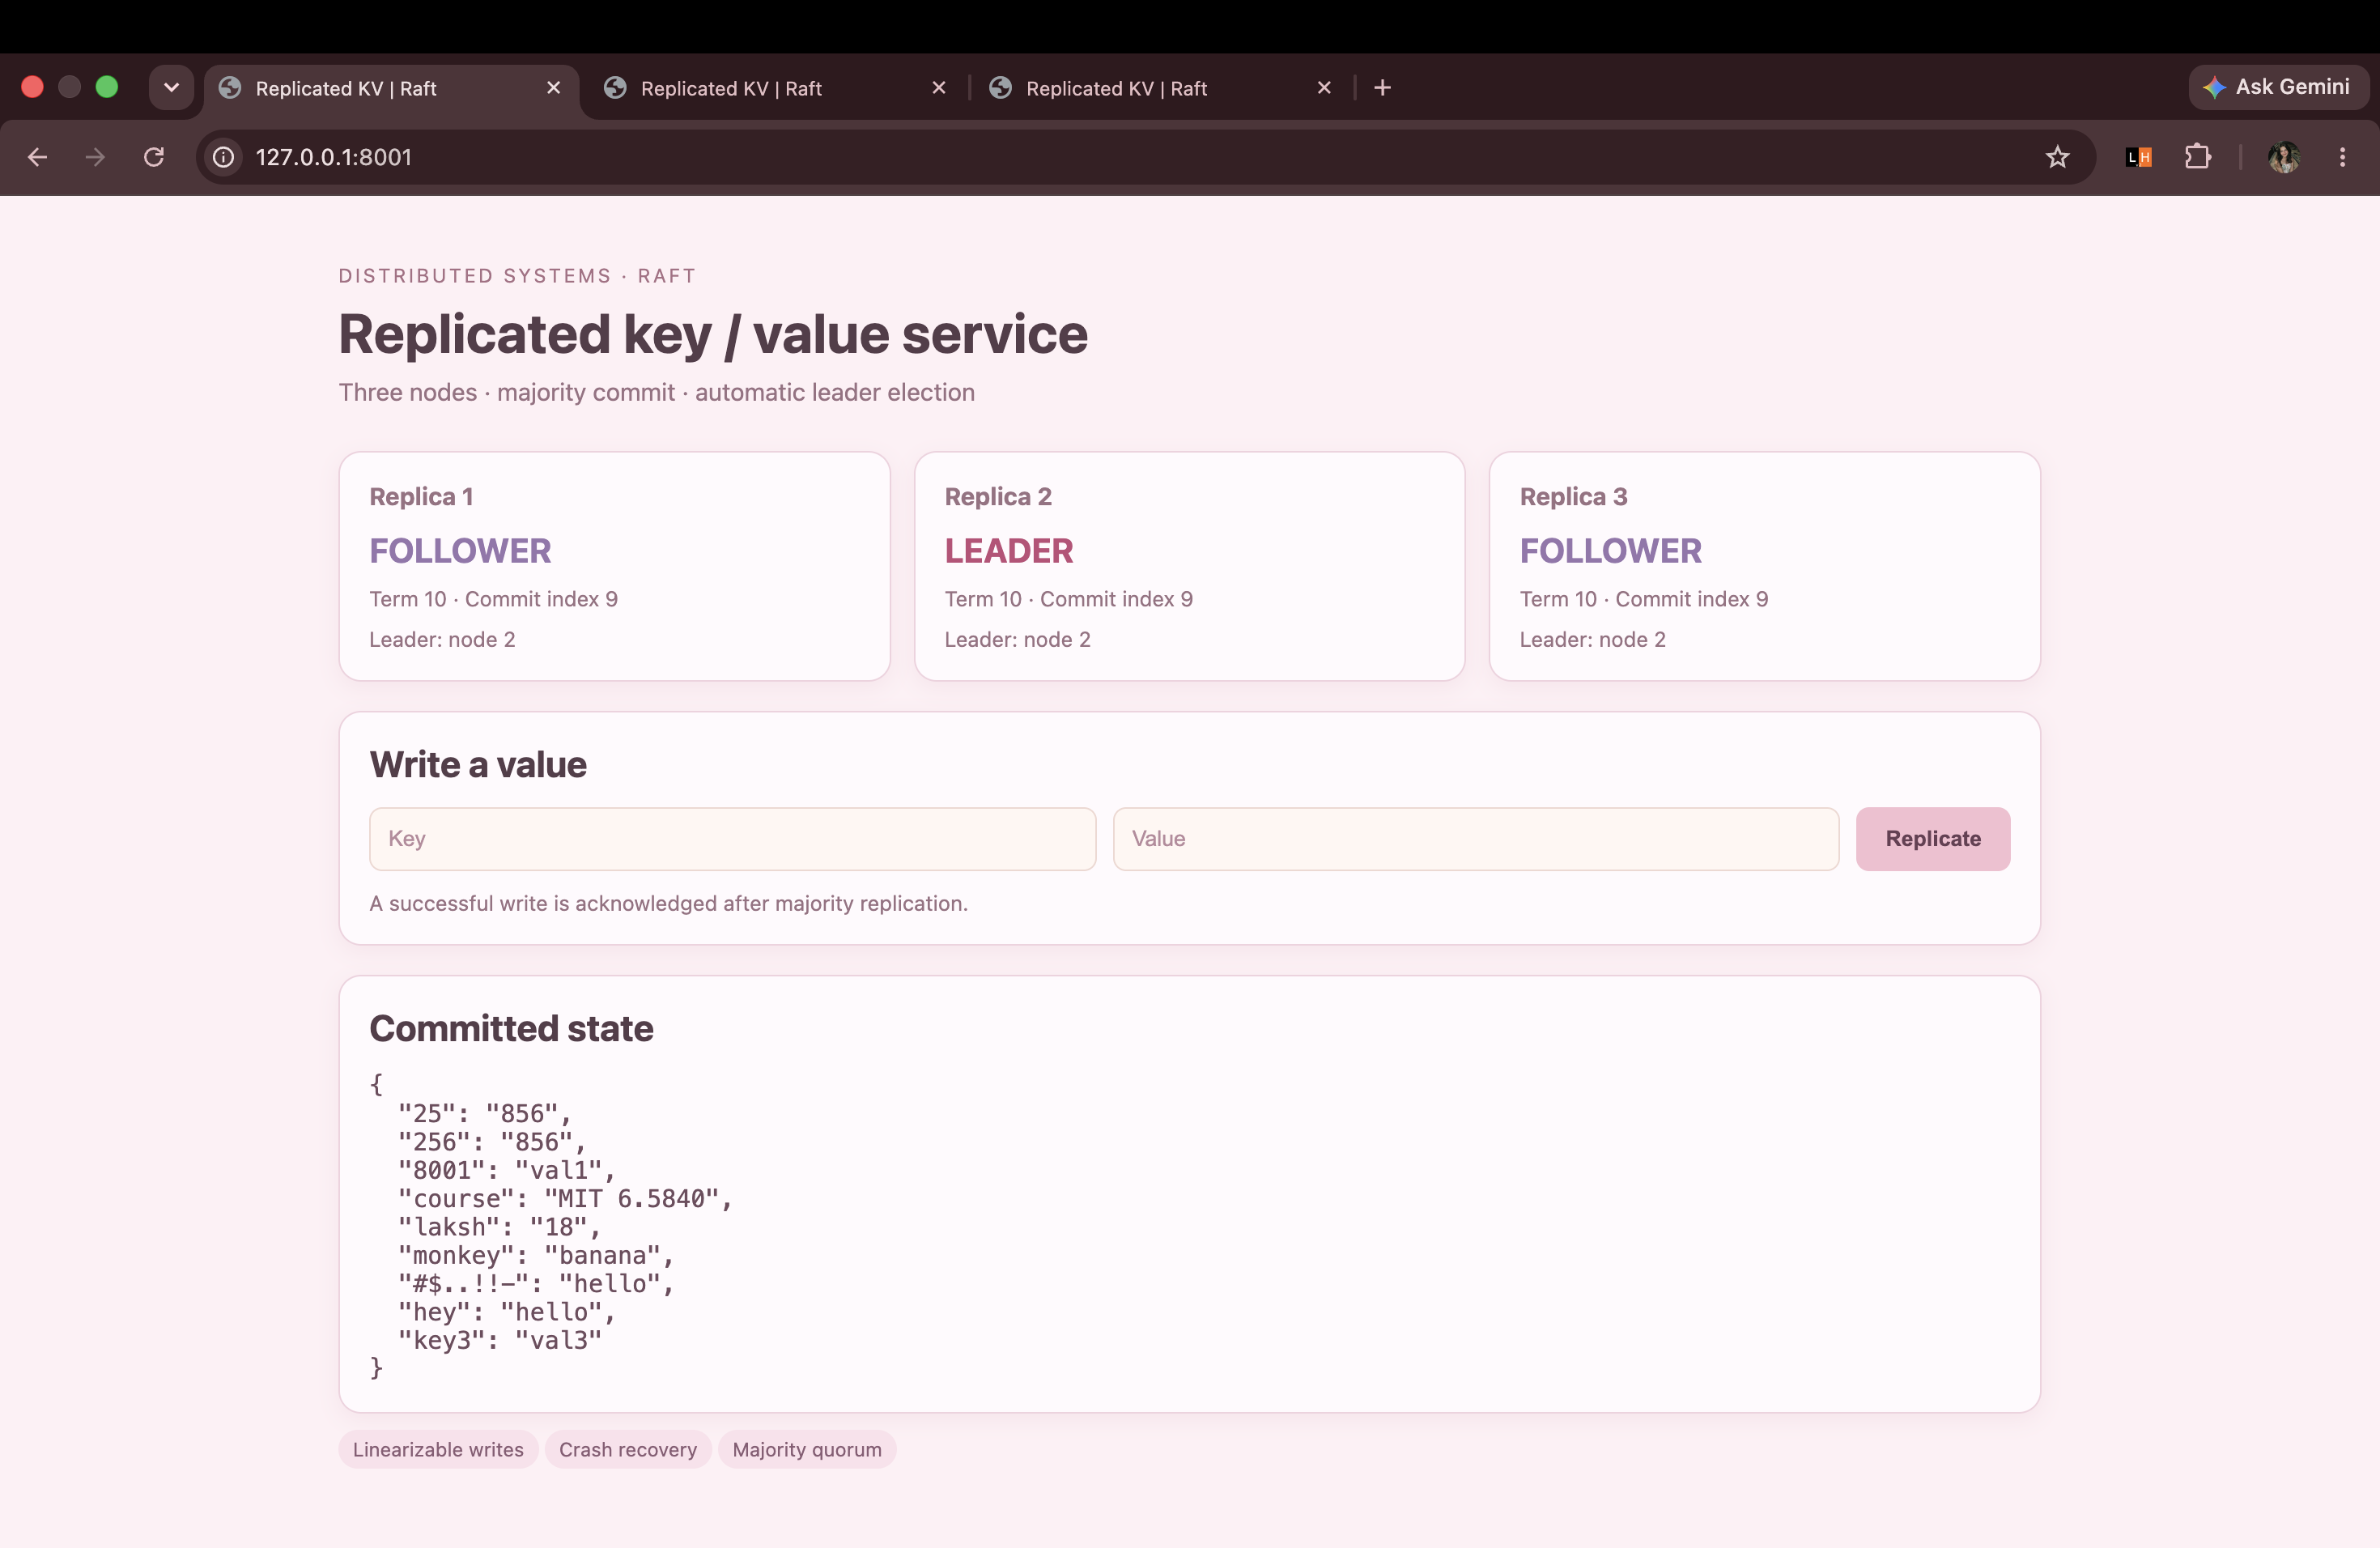 Replicated KV | Raft
Replicated KV | Raft
Replicated KV | Raft
Ask Gemini
127.0.0.1:8001
LH
DISTRIBUTED SYSTEMS · RAFT
Replicated key / value service
Three nodes · majority commit · automatic leader election
Replica 1
FOLLOWER
Term 10 · Commit index 9
Leader: node 2
Replica 2
LEADER
Term 10 · Commit index 9
Leader: node 2
Replica 3
FOLLOWER
Term 10 · Commit index 9
Leader: node 2
Write a value
Key
Value
Replicate
A successful write is acknowledged after majority replication.
Committed state
{
"25": "856",
"256": "856",
"8001": "val1",
"course": "MIT 6.5840",
"laksh": "18",
"monkey": "banana",
"#$..!!—": "hello",
"hey": "hello",
"key3": "val3"
}
Linearizable writes
Crash recovery
Majority quorum